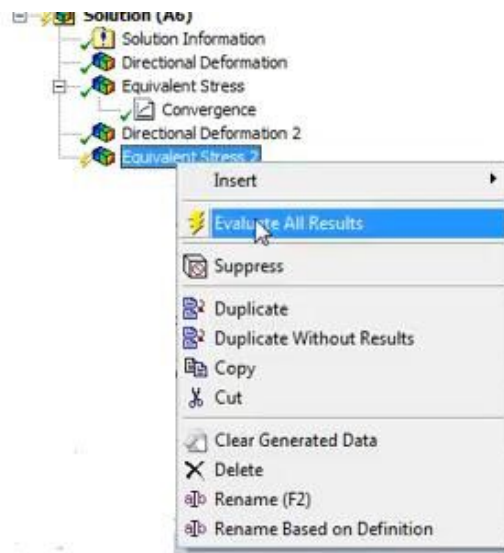 Solution (A6)
Solution Information
Directional Deformation
Equivalent Stress
Convergence
Directional Deformation 2
Equivalent Stress 2
Insert
Evaluate All Results
Suppress
Duplicate
Duplicate Without Results
Copy
Cut
Clear Generated Data
Delete
Rename (F2)
Rename Based on Definition